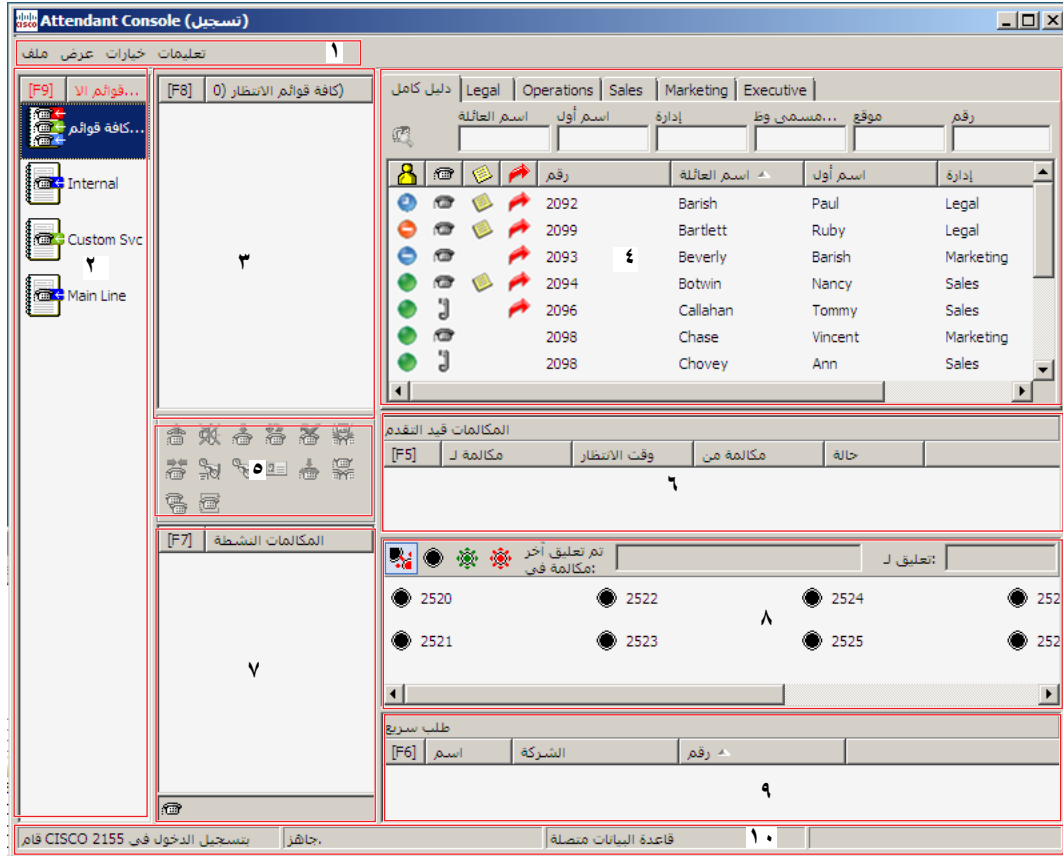 cisco Attendant Console (تسجيل)
ملف عرض خيارات تعليمات ١
[F9] قوائم الا...
كافة قوائم...
Internal
Custom Svc
٢
Main Line
[F8] كافة قوائم الانتظار (0)
٣
دليل كامل Legal Operations Sales Marketing Executive
اسم العائلة اسم أول إدارة مسمى وظ... موقع رقم
رقم اسم العائلة اسم أول إدارة
2092 Barish Paul Legal
2099 Bartlett Ruby Legal
2093 Beverly Barish Marketing
٤
2094 Botwin Nancy Sales
2096 Callahan Tommy Sales
2098 Chase Vincent Marketing
2098 Chovey Ann Sales
٥
المكالمات قيد التقدم
[F5] مكالمة لـ وقت الانتظار مكالمة من حالة
٦
[F7] المكالمات النشطة
٧
تم تعليق آخر
مكالمة في:
تعليق لـ:
2520 2522 2524 252
٨
2521 2523 2525 252
طلب سريع
[F6] اسم الشركة رقم
٩
قام CISCO 2155 بتسجيل الدخول في جاهز. قاعدة البيانات متصلة ١٠